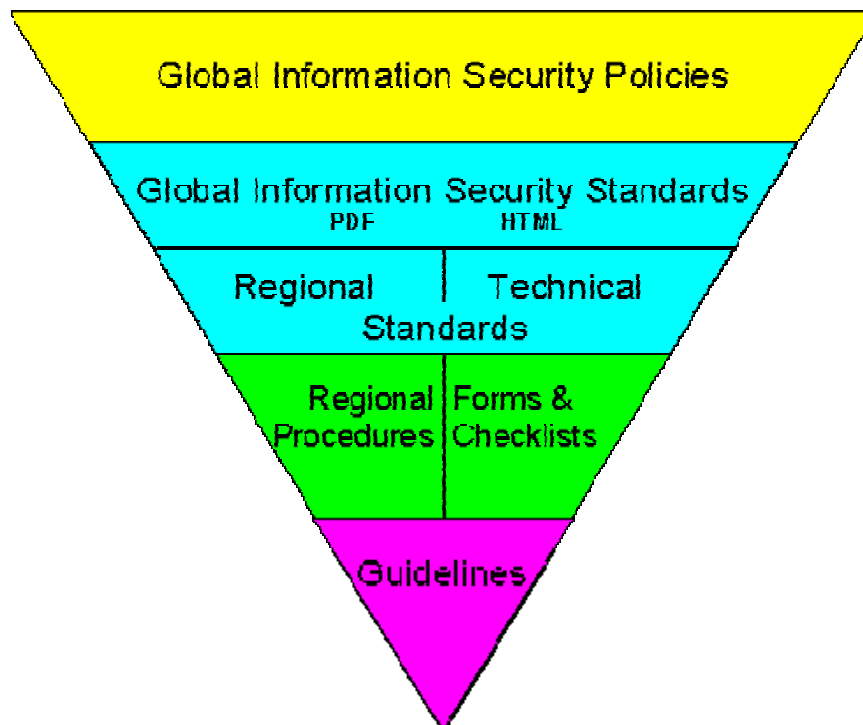 Global Information Security Policies
Global Information Security Standards
PDF HTML
Regional Technical
Standards
Regional Forms &
Procedures Checklists
Guidelines